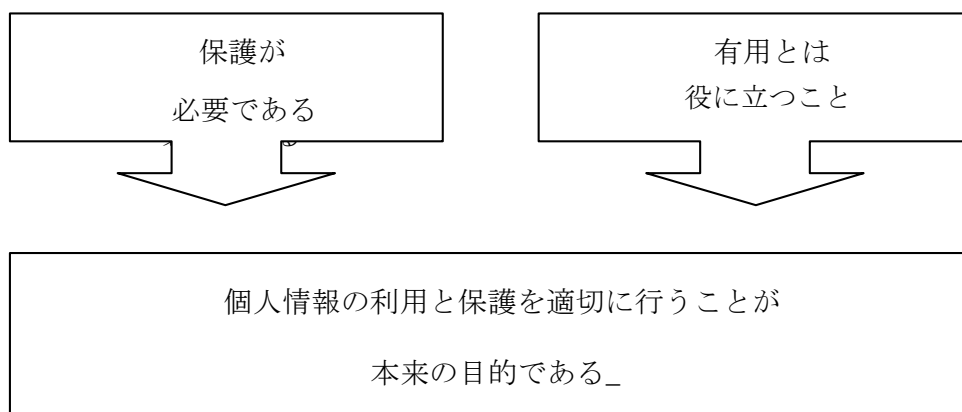 保護が
必要である
有用とは
役に立つこと
個人情報の利用と保護を適切に行うことが
本来の目的である_